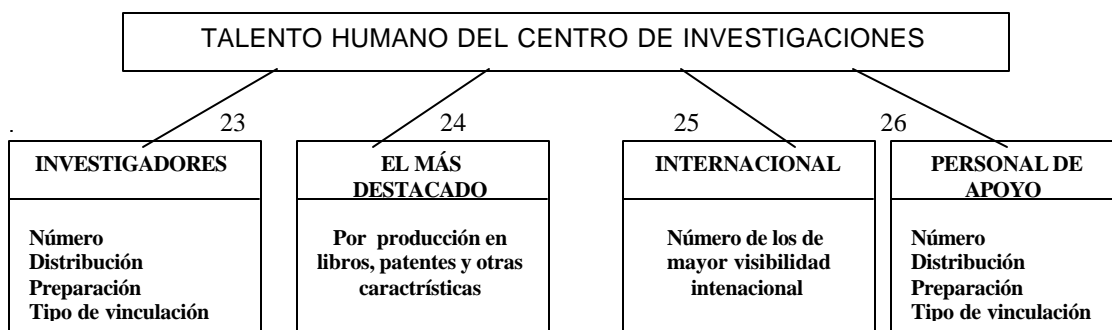 TALENTO HUMANO DEL CENTRO DE INVESTIGACIONES
.
23
24
25
26
INVESTIGADORES
Número
Distribución
Preparación
Tipo de vinculación
EL MÁS
DESTACADO
Por producción en
libros, patentes y otras
caractrísticas
INTERNACIONAL
Número de los de
mayor visibilidad
intenacional
PERSONAL DE
APOYO
Número
Distribución
Preparación
Tipo de vinculación